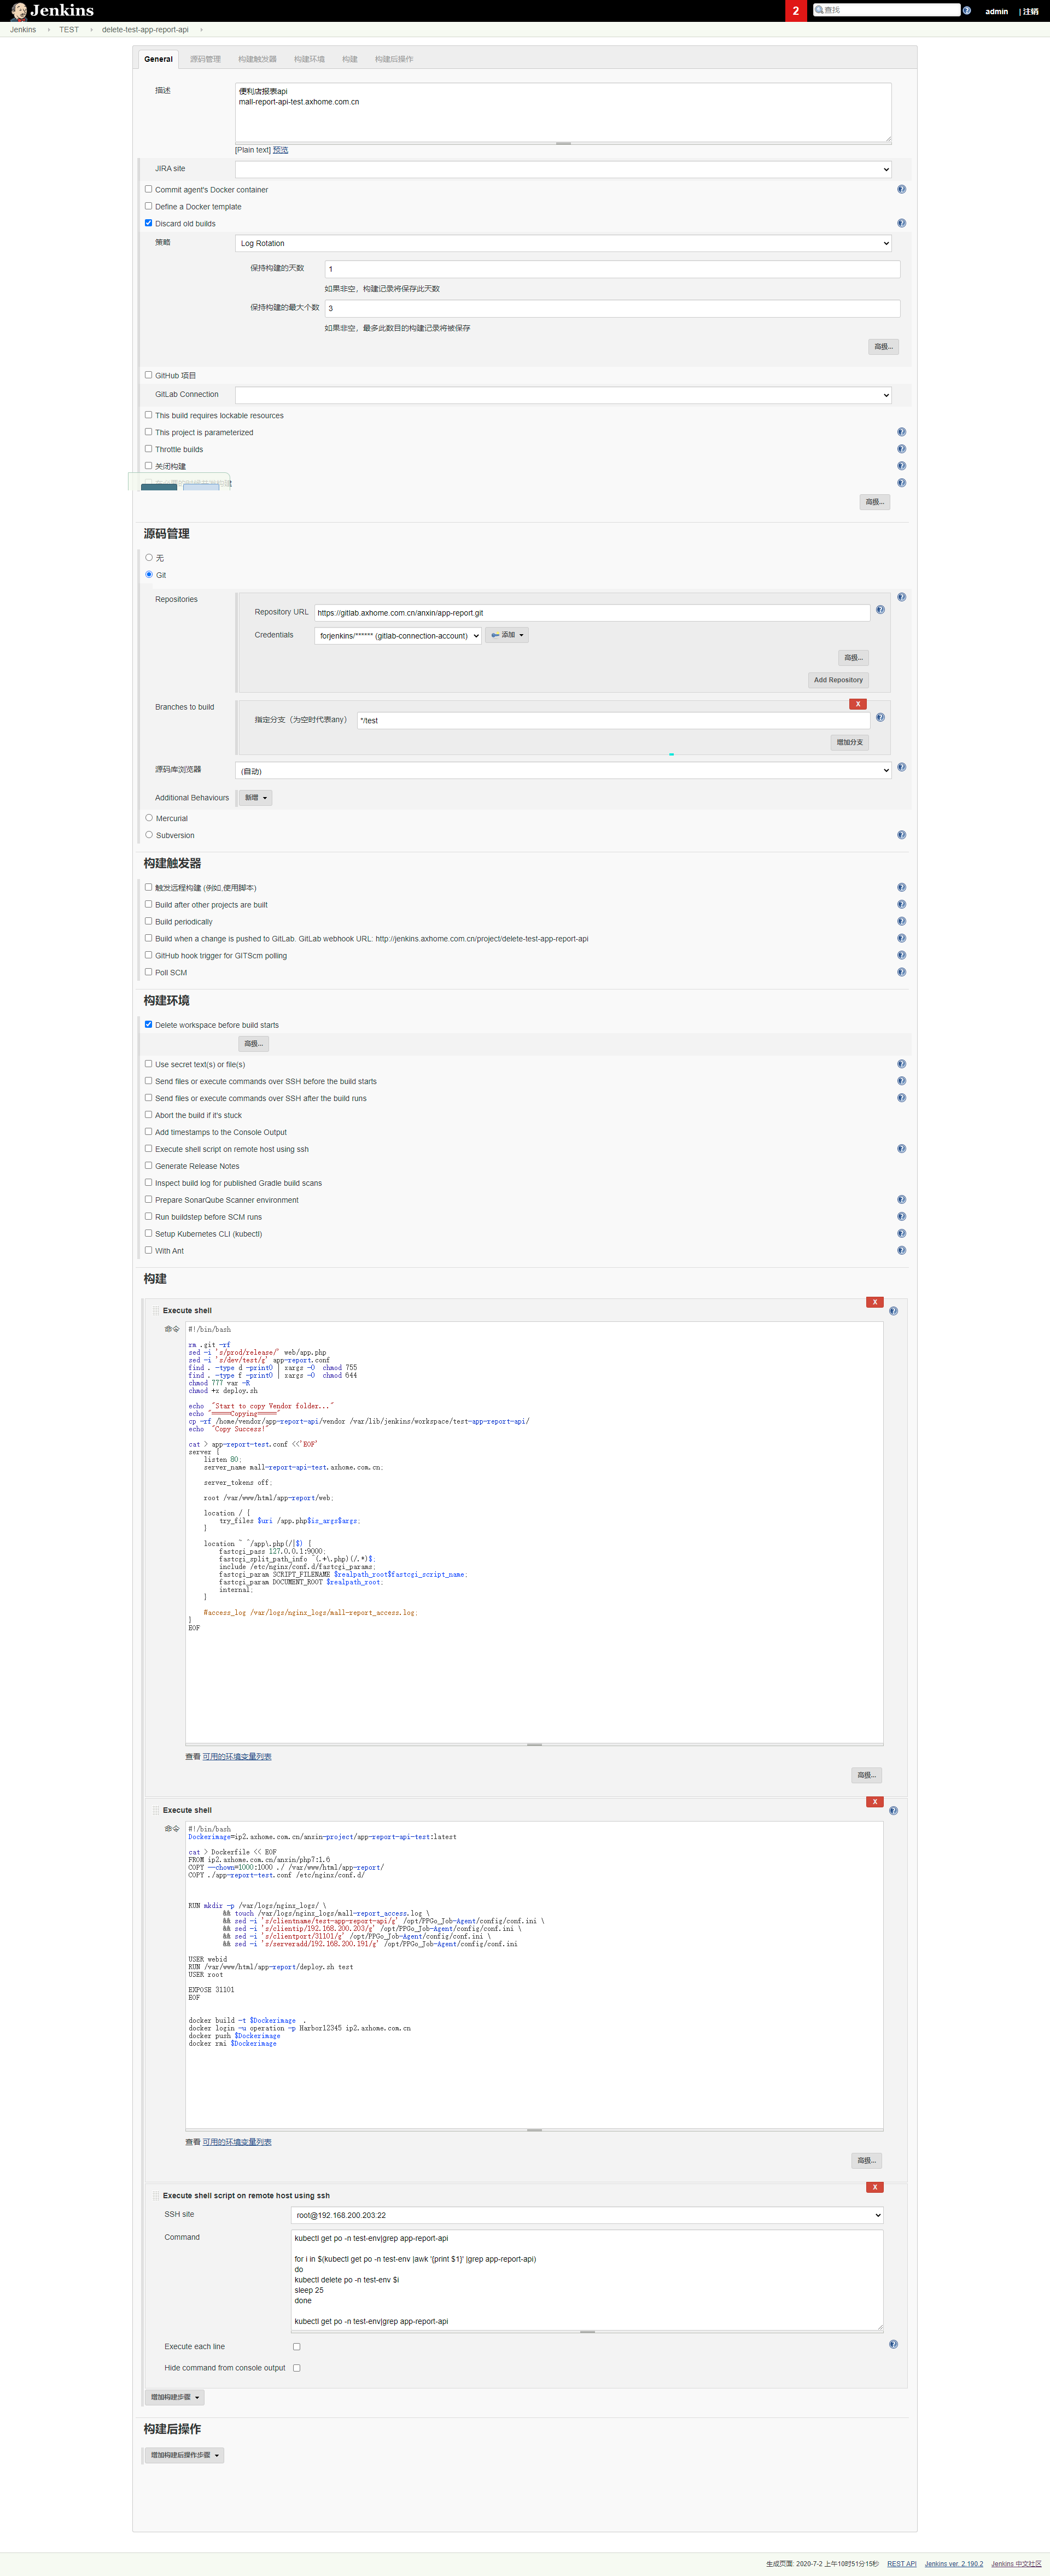 Jenkins
2
查找
admin
| 注销
Jenkins
TEST
delete-test-app-report-api
General
源码管理
构建触发器
构建环境
构建
构建后操作
描述
便利店报表api
mall-report-api-test.axhome.com.cn
[Plain text] 预览
JIRA site
Commit agent's Docker container
Define a Docker template
Discard old builds
策略
Log Rotation
保持构建的天数
1
如果非空，构建记录将保存此天数
保持构建的最大个数
3
如果非空，最多此数目的构建记录将被保存
高级...
GitHub 项目
GitLab Connection
This build requires lockable resources
This project is parameterized
Throttle builds
关闭构建
高级...
源码管理
无
Git
Repositories
Repository URL
https://gitlab.axhome.com.cn/anxin/app-report.git
Credentials
forjenkins/****** (gitlab-connection-account)
添加
高级...
Add Repository
Branches to build
X
指定分支（为空时代表any）
*/test
增加分支
源码库浏览器
(自动)
Additional Behaviours
新增
Mercurial
Subversion
构建触发器
触发远程构建 (例如,使用脚本)
Build after other projects are built
Build periodically
Build when a change is pushed to GitLab. GitLab webhook URL: http://jenkins.axhome.com.cn/project/delete-test-app-report-api
GitHub hook trigger for GITScm polling
Poll SCM
构建环境
Delete workspace before build starts
高级...
Use secret text(s) or file(s)
Send files or execute commands over SSH before the build starts
Send files or execute commands over SSH after the build runs
Abort the build if it's stuck
Add timestamps to the Console Output
Execute shell script on remote host using ssh
Generate Release Notes
Inspect build log for published Gradle build scans
Prepare SonarQube Scanner environment
Run buildstep before SCM runs
Setup Kubernetes CLI (kubectl)
With Ant
构建
X
Execute shell
命令
#!/bin/bash
rm .git -rf
sed -i 's/prod/release/' web/app.php
sed -i 's/dev/test/g' app-report.conf
find . -type d -print0 | xargs -0  chmod 755
find . -type f -print0 | xargs -0  chmod 644
chmod 777 var -R
chmod +x deploy.sh
echo  "Start to copy Vendor folder..."
echo "=====Copying====="
cp -rf /home/vendor/app-report-api/vendor /var/lib/jenkins/workspace/test-app-report-api/
echo  "Copy Success!"
cat > app-report-test.conf <<'EOF'
server {
listen 80;
server_name mall-report-api-test.axhome.com.cn;
server_tokens off;
root /var/www/html/app-report/web;
location / {
try_files $uri /app.php$is_args$args;
}
location ~ ^/app\.php(/|$) {
fastcgi_pass 127.0.0.1:9000;
fastcgi_split_path_info ^(.+\.php)(/.*)$;
include /etc/nginx/conf.d/fastcgi_params;
fastcgi_param SCRIPT_FILENAME $realpath_root$fastcgi_script_name;
fastcgi_param DOCUMENT_ROOT $realpath_root;
internal;
}
#access_log /var/logs/nginx_logs/mall-report_access.log;
}
EOF
查看 可用的环境变量列表
高级...
X
Execute shell
命令
#!/bin/bash
Dockerimage=ip2.axhome.com.cn/anxin-project/app-report-api-test:latest
cat > Dockerfile << EOF
FROM ip2.axhome.com.cn/anxin/php7:1.6
COPY --chown=1000:1000 ./ /var/www/html/app-report/
COPY ./app-report-test.conf /etc/nginx/conf.d/
RUN mkdir -p /var/logs/nginx_logs/ \
&& touch /var/logs/nginx_logs/mall-report_access.log \
&& sed -i 's/clientname/test-app-report-api/g' /opt/PPGo_Job-Agent/config/conf.ini \
&& sed -i 's/clientip/192.168.200.203/g' /opt/PPGo_Job-Agent/config/conf.ini \
&& sed -i 's/clientport/31101/g' /opt/PPGo_Job-Agent/config/conf.ini \
&& sed -i 's/serveradd/192.168.200.191/g' /opt/PPGo_Job-Agent/config/conf.ini
USER webid
RUN /var/www/html/app-report/deploy.sh test
USER root
EXPOSE 31101
EOF
docker build -t $Dockerimage  .
docker login -u operation -p Harbor12345 ip2.axhome.com.cn
docker push $Dockerimage
docker rmi $Dockerimage
查看 可用的环境变量列表
高级...
X
Execute shell script on remote host using ssh
SSH site
root@192.168.200.203:22
Command
kubectl get po -n test-env|grep app-report-api
for i in $(kubectl get po -n test-env |awk '{print $1}' |grep app-report-api)
do
kubectl delete po -n test-env $i
sleep 25
done
kubectl get po -n test-env|grep app-report-api
Execute each line
Hide command from console output
增加构建步骤
构建后操作
增加构建后操作步骤
生成页面: 2020-7-2 上午10时51分15秒
REST API
Jenkins ver. 2.190.2
Jenkins 中文社区